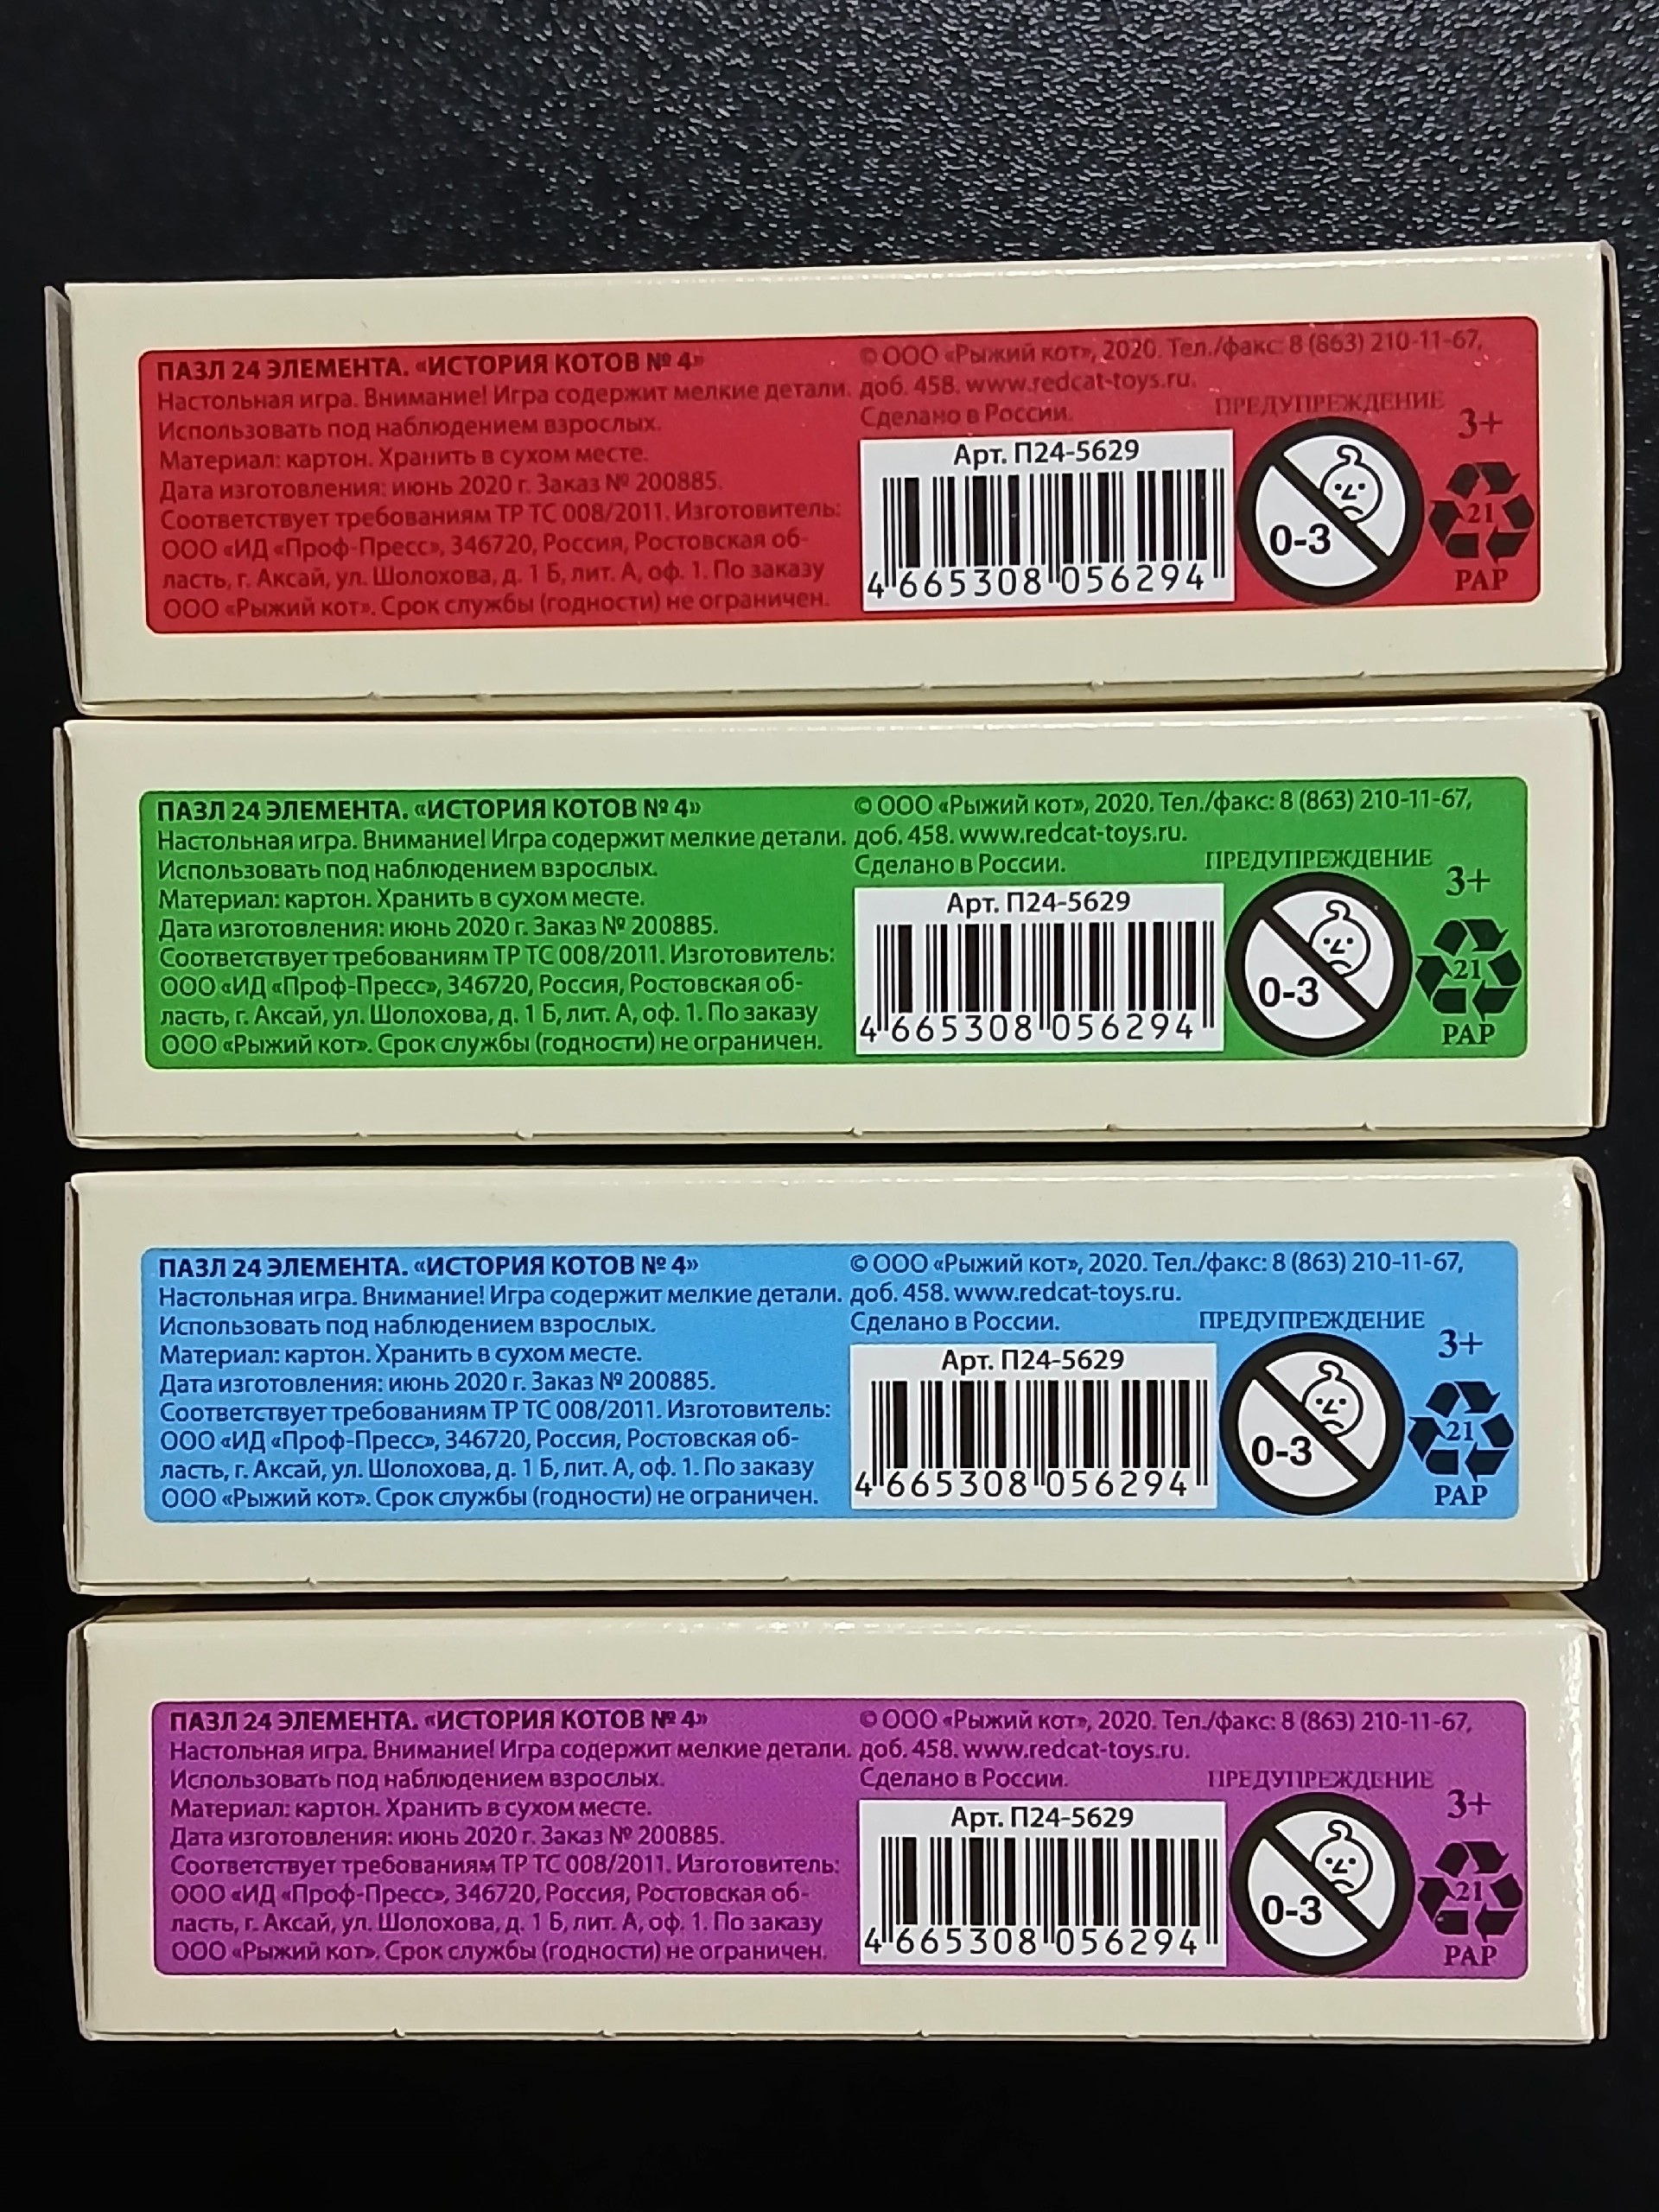 ПАЗЛ 24 ЭЛЕМЕНТА. «ИСТОРИЯ КОТОВ № 4»
Настольная игра. Внимание! Игра содержит мелкие детали.
Использовать под наблюдением взрослых.
Материал: картон. Хранить в сухом месте.
Дата изготовления: июнь 2020 г. Заказ № 200885.
Соответствует требованиям ТР ТС 008/2011. Изготовитель:
ООО «ИД «Проф-Пресс», 346720, Россия, Ростовская об-
ласть, г. Аксай, ул. Шолохова, д. 1 Б, лит. А, оф. 1. По заказу
ООО «Рыжий кот». Срок службы (годности) не ограничен.
© ООО «Рыжий кот», 2020. Тел./факс: 8 (863) 210-11-67,
доб. 458. www.redcat-toys.ru.
Сделано в России.
Арт. П24-5629
4 665308 056294
ПРЕДУПРЕЖДЕНИЕ
0-3
3+
21
PAP
ПАЗЛ 24 ЭЛЕМЕНТА. «ИСТОРИЯ КОТОВ № 4»
Настольная игра. Внимание! Игра содержит мелкие детали.
Использовать под наблюдением взрослых.
Материал: картон. Хранить в сухом месте.
Дата изготовления: июнь 2020 г. Заказ № 200885.
Соответствует требованиям ТР ТС 008/2011. Изготовитель:
ООО «ИД «Проф-Пресс», 346720, Россия, Ростовская об-
ласть, г. Аксай, ул. Шолохова, д. 1 Б, лит. А, оф. 1. По заказу
ООО «Рыжий кот». Срок службы (годности) не ограничен.
© ООО «Рыжий кот», 2020. Тел./факс: 8 (863) 210-11-67,
доб. 458. www.redcat-toys.ru.
Сделано в России.
Арт. П24-5629
4 665308 056294
ПРЕДУПРЕЖДЕНИЕ
0-3
3+
21
PAP
ПАЗЛ 24 ЭЛЕМЕНТА. «ИСТОРИЯ КОТОВ № 4»
Настольная игра. Внимание! Игра содержит мелкие детали.
Использовать под наблюдением взрослых.
Материал: картон. Хранить в сухом месте.
Дата изготовления: июнь 2020 г. Заказ № 200885.
Соответствует требованиям ТР ТС 008/2011. Изготовитель:
ООО «ИД «Проф-Пресс», 346720, Россия, Ростовская об-
ласть, г. Аксай, ул. Шолохова, д. 1 Б, лит. А, оф. 1. По заказу
ООО «Рыжий кот». Срок службы (годности) не ограничен.
© ООО «Рыжий кот», 2020. Тел./факс: 8 (863) 210-11-67,
доб. 458. www.redcat-toys.ru.
Сделано в России.
Арт. П24-5629
4 665308 056294
ПРЕДУПРЕЖДЕНИЕ
0-3
3+
21
PAP
ПАЗЛ 24 ЭЛЕМЕНТА. «ИСТОРИЯ КОТОВ № 4»
Настольная игра. Внимание! Игра содержит мелкие детали.
Использовать под наблюдением взрослых.
Материал: картон. Хранить в сухом месте.
Дата изготовления: июнь 2020 г. Заказ № 200885.
Соответствует требованиям ТР ТС 008/2011. Изготовитель:
ООО «ИД «Проф-Пресс», 346720, Россия, Ростовская об-
ласть, г. Аксай, ул. Шолохова, д. 1 Б, лит. А, оф. 1. По заказу
ООО «Рыжий кот». Срок службы (годности) не ограничен.
© ООО «Рыжий кот», 2020. Тел./факс: 8 (863) 210-11-67,
доб. 458. www.redcat-toys.ru.
Сделано в России.
Арт. П24-5629
4 665308 056294
ПРЕДУПРЕЖДЕНИЕ
0-3
3+
21
PAP